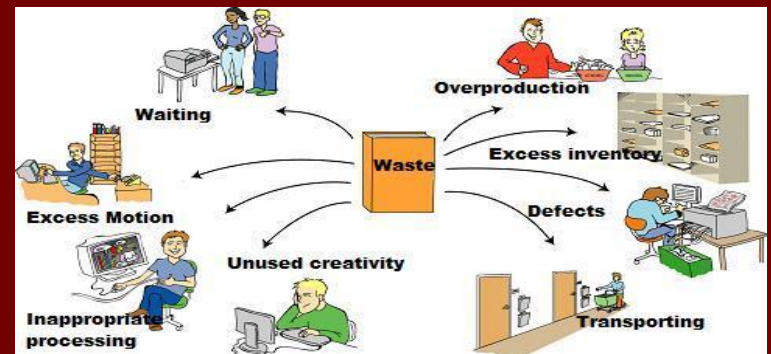 Waiting
Overproduction
Waste
Excess inventory
Excess Motion
Defects
Unused creativity
Inappropriate
processing
Transporting